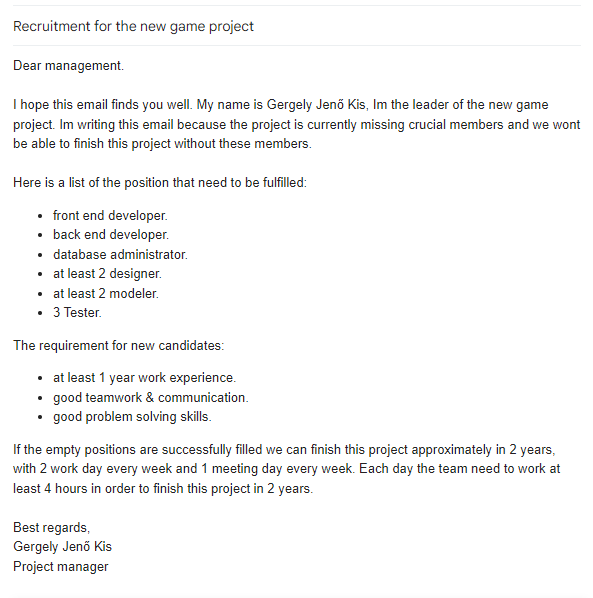 Recruitment for the new game project
Dear management.
I hope this email finds you well. My name is Gergely Jenő Kis, Im the leader of the new game
project. Im writing this email because the project is currently missing crucial members and we wont
be able to finish this project without these members.
Here is a list of the position that need to be fulfilled:
• front end developer.
• back end developer.
• database administrator.
• at least 2 designer.
• at least 2 modeler.
• 3 Tester.
The requirement for new candidates:
• at least 1 year work experience.
• good teamwork & communication.
• good problem solving skills.
If the empty positions are successfully filled we can finish this project approximately in 2 years,
with 2 work day every week and 1 meeting day every week. Each day the team need to work at
least 4 hours in order to finish this project in 2 years.
Best regards,
Gergely Jenő Kis
Project manager